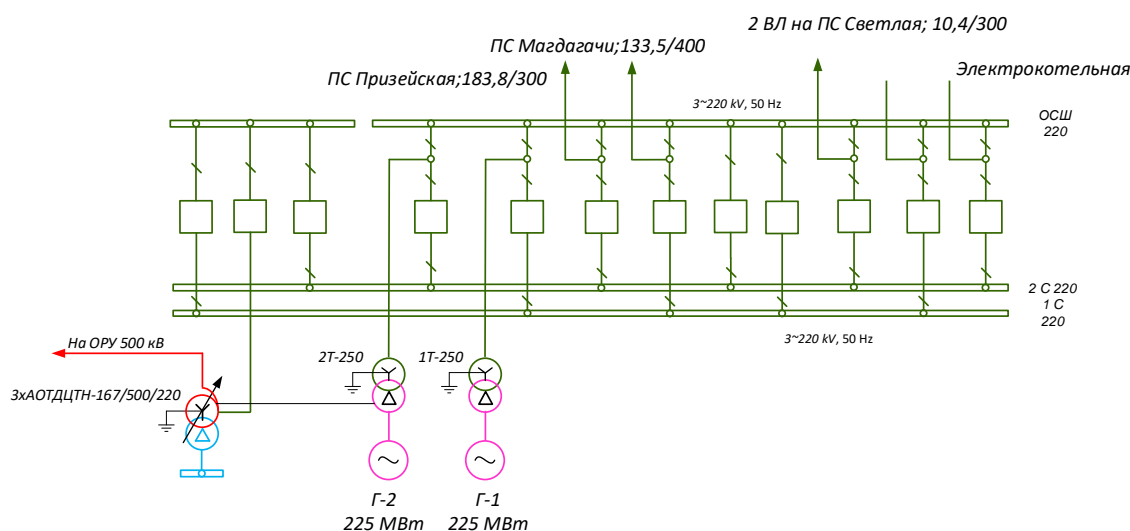 2 ВЛ на ПС Светлая; 10,4/300
ПС Магдагачи;133,5/400
ПС Призейская;183,8/300
Электрокотельная
3~220 kV, 50 Hz
ОСШ
220
2 С 220
1 С
220
3~220 kV, 50 Hz
На ОРУ 500 кВ
2Т-250
1Т-250
3хАОТДЦТН-167/500/220
Г-2
225 МВт
Г-1
225 МВт